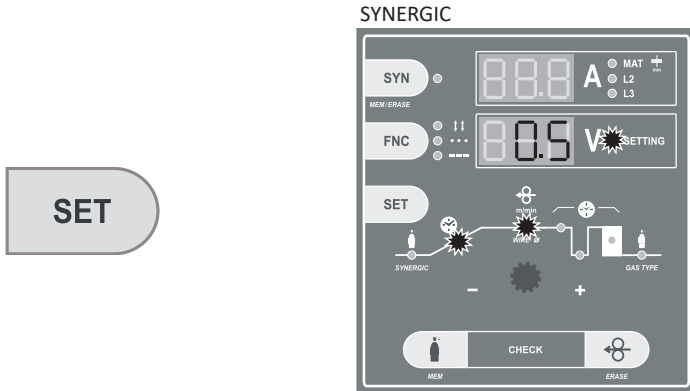 SYNERGIC
SET
SYN
MEM/ERASE
A
MAT
mm
L2
L3
FNC
0.5
V
SETTING
SET
m/min
WIRE Ø
SYNERGIC
GAS TYPE
−
+
CHECK
MEM
ERASE